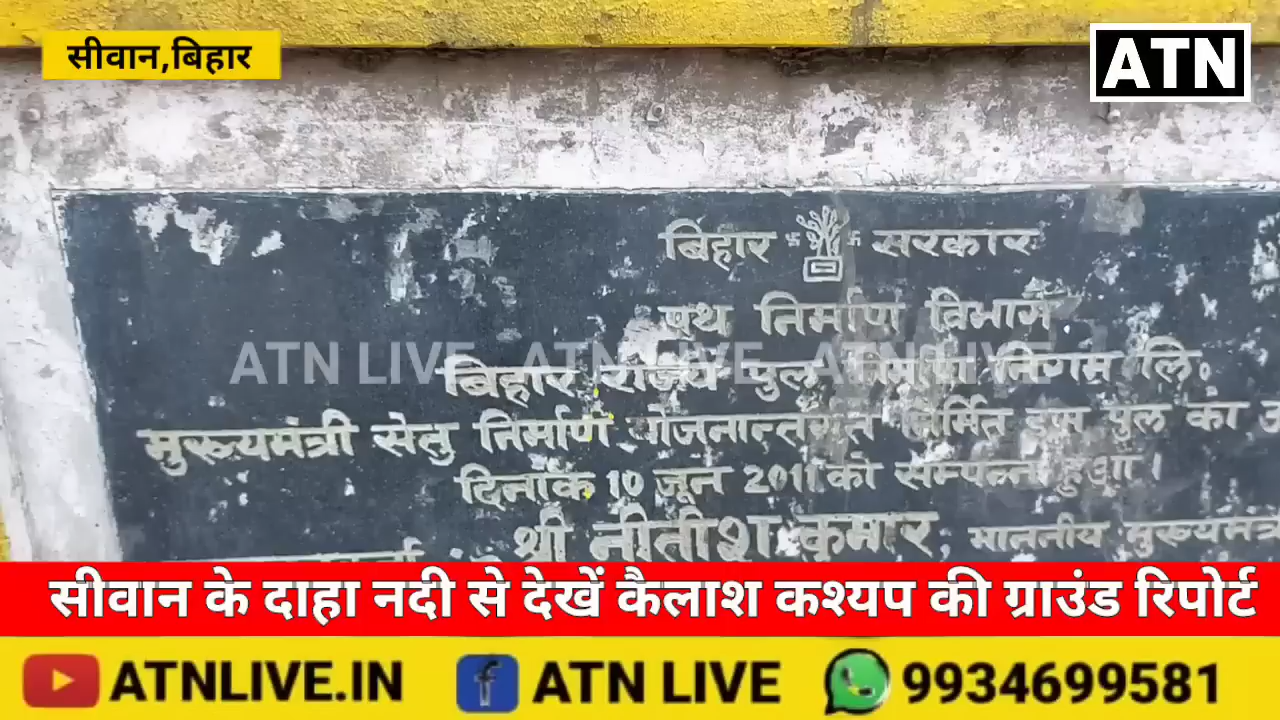 सीवान,बिहार
ATN
बिहार सरकार
पथ निर्माण विभाग
ATN LIVE ATN LIVE ATN LIVE
बिहार राज्य पुल निर्माण निगम लि.
मुख्यमंत्री सेतु निर्माण योजनान्तर्गत निर्मित इस पुल का
दिनांक 10 जून 2011 को सम्पन्न हुआ।
श्री नीतीश कुमार, माननीय मुख्यमंत्र
सीवान के दाहा नदी से देखें कैलाश कश्यप की ग्राउंड रिपोर्ट
ATNLIVE.IN ATN LIVE 9934699581